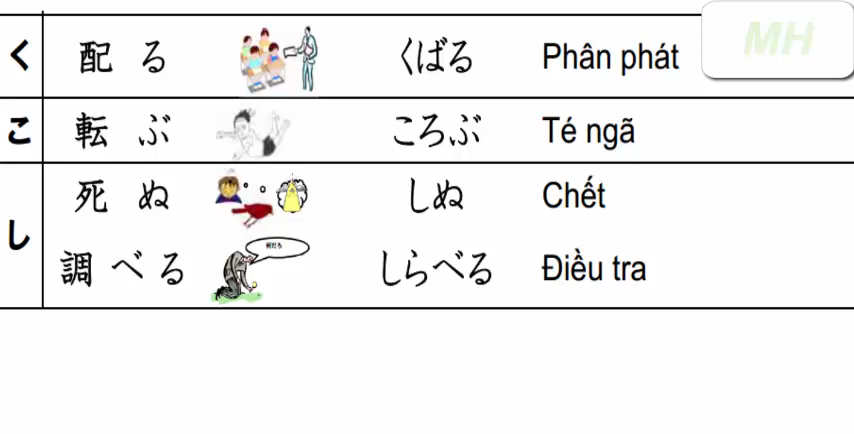 く 配る くばる Phân phát
MH
こ 転ぶ ころぶ Té ngã
し 死ぬ しぬ Chết
調べる しらべる Điều tra